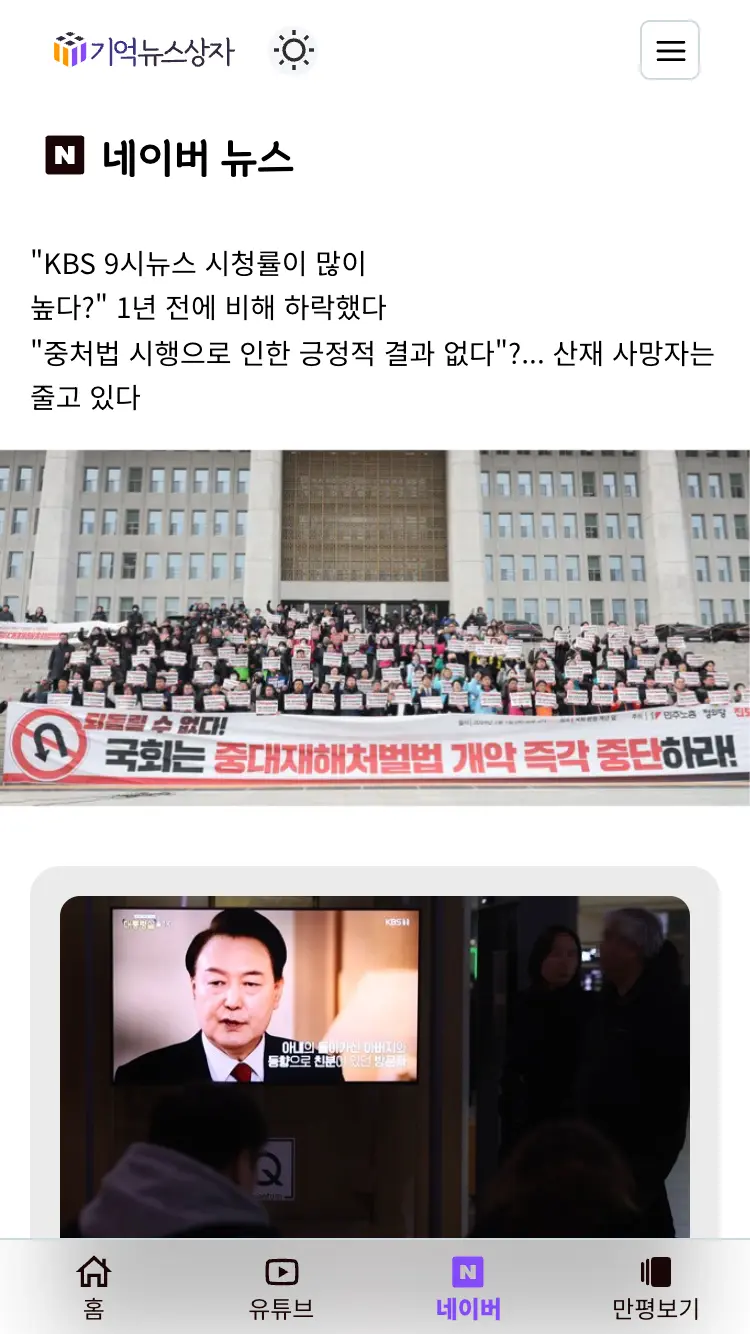 기억뉴스상자
N 네이버 뉴스
"KBS 9시뉴스 시청률이 많이
높다?" 1년 전에 비해 하락했다
"중처법 시행으로 인한 긍정적 결과 없다"?... 산재 사망자는
줄고 있다
되돌릴 수 없다!
민주노총
국회는 중대재해처벌법 개악 즉각 중단하라!
KBS
아내의 돌아가신 아버지와
동향으로 친분이 있던 방문을
Q
홈
유튜브
N
네이버
만평보기